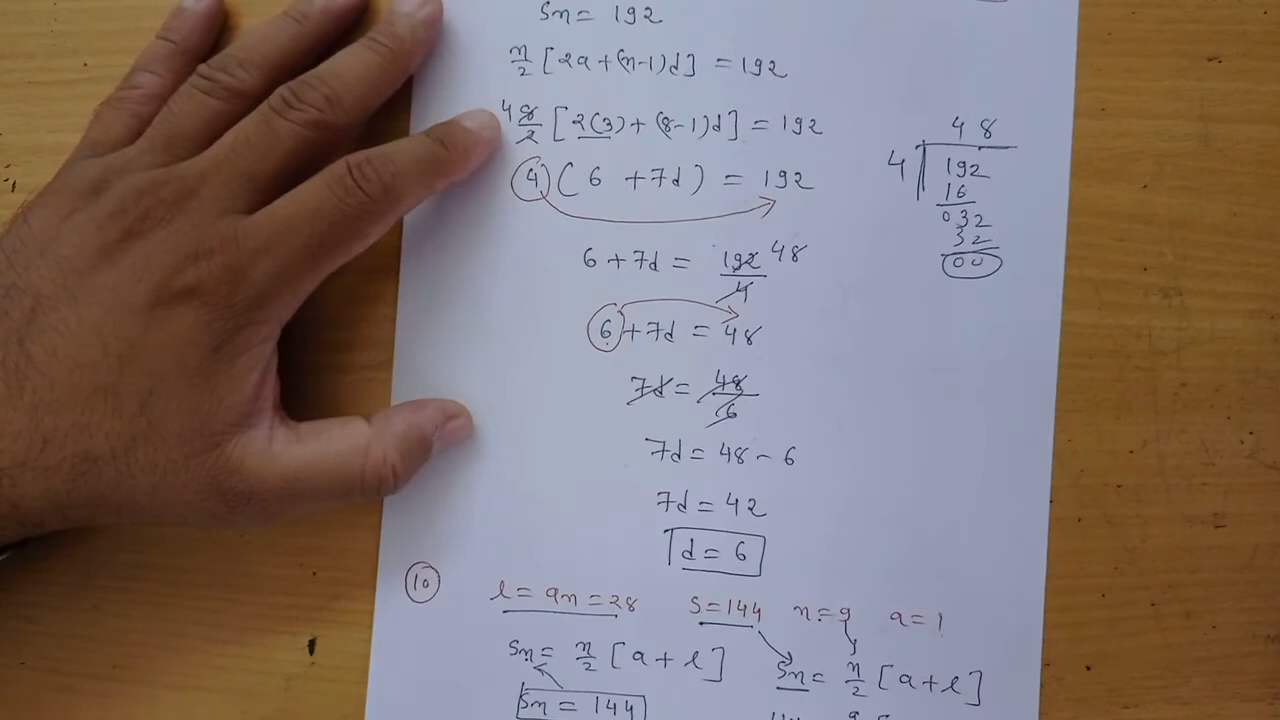 Sn = 192
n/2 [2a + (n-1)d] = 192
4 8/2 [2(3) + (8-1)d] = 192
4 (6 + 7d) = 192
6 + 7d = 192/4 48
6 + 7d = 48
7d = 48/6
7d = 48 - 6
7d = 42
d = 6
48
4 192
16
032
32
00
10 l = an = 28 S = 144 n = 9 a = 1
Sn = n/2 [a + l]
Sn = 144
Sn = n/2 [a + l]